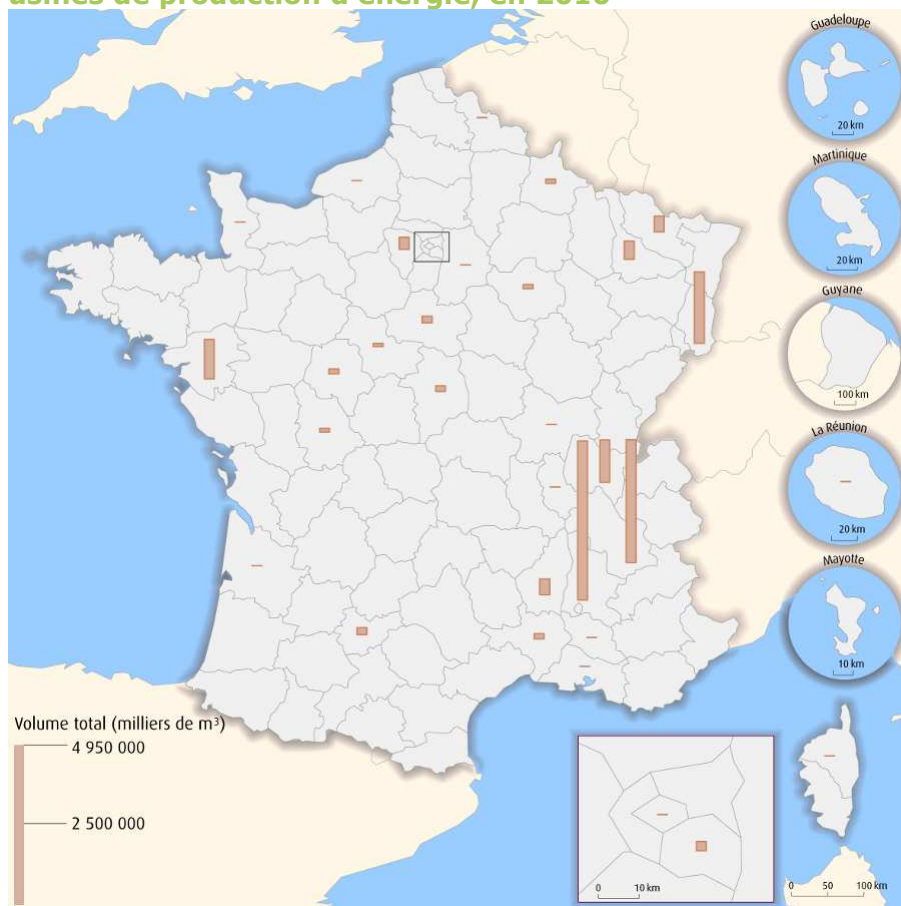 usines de production d'énergie, en 2010
Guadeloupe
20 km
Martinique
20 km
Guyane
100 km
La Réunion
20 km
Mayotte
10 km
Volume total (milliers de m³)
4 950 000
2 500 000
0 10 km
0 50 100 km